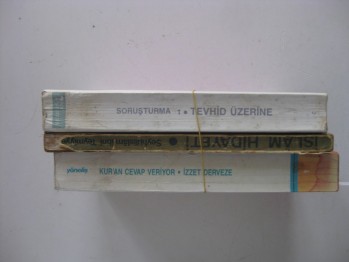 SORUŞTURMA 1 • TEVHİD ÜZERİNE
İSLAM HİDAYETİ •
KUR'AN CEVAP VERİYOR • İZZET DERVEZE